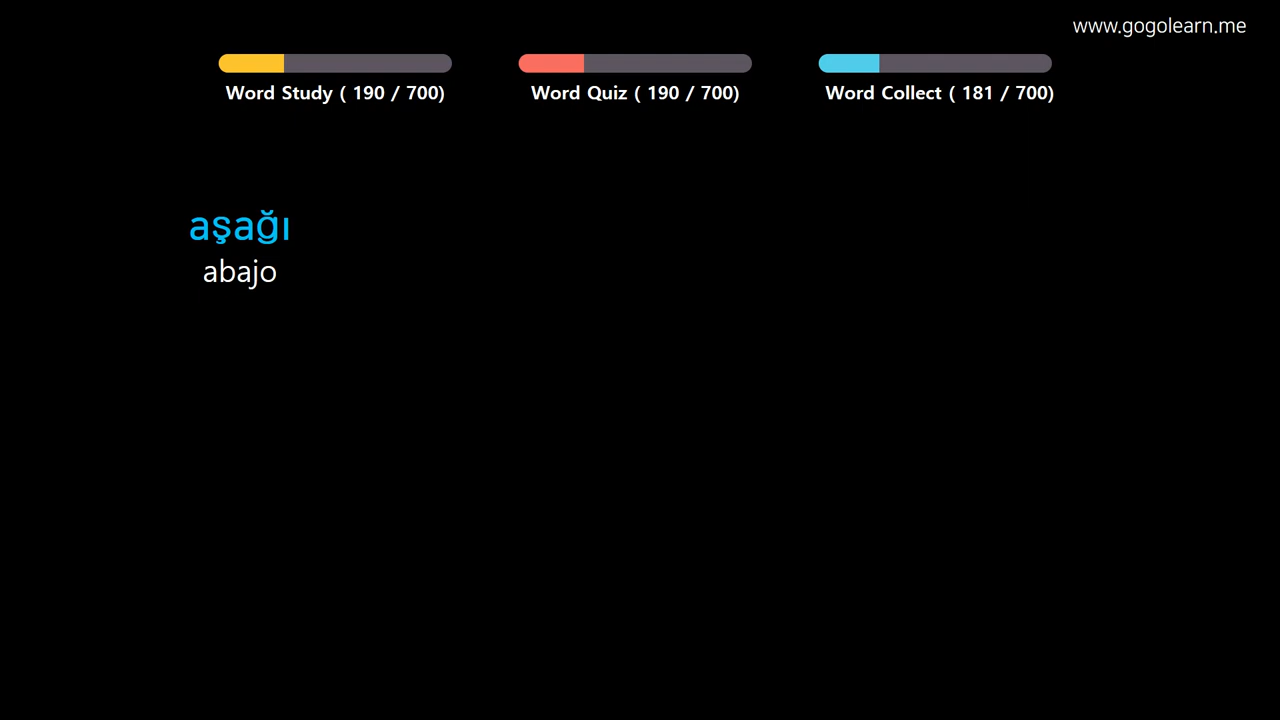 www.gogolearn.me
Word Study ( 190 / 700)
Word Quiz ( 190 / 700)
Word Collect ( 181 / 700)
aşağı
abajo